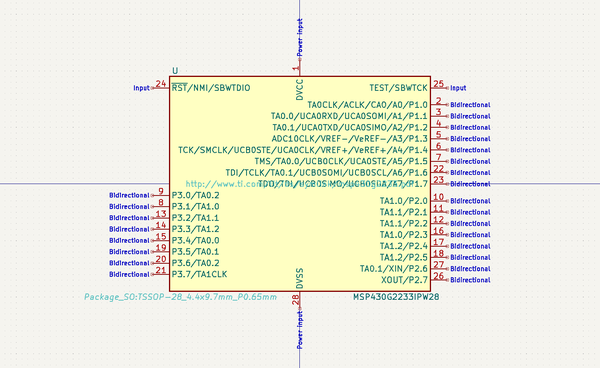 Power Input
1
U
DVCC
Input 24 RST/NMI/SBWTDIO
TEST/SBWTCK 25 Input
TA0CLK/ACLK/CA0/A0/P1.0 2 Bidirectional
TA0.0/UCA0RXD/UCA0SOMI/A1/P1.1 3 Bidirectional
TA0.1/UCA0TXD/UCA0SIMO/A2/P1.2 4 Bidirectional
ADC10CLK/VREF-/VeREF-/A3/P1.3 5 Bidirectional
TCK/SMCLK/UCB0STE/UCA0CLK/VREF+/VeREF+/A4/P1.4 6 Bidirectional
TMS/TA0.0/UCB0CLK/UCA0STE/A5/P1.5 7 Bidirectional
TDI/TCLK/TA0.1/UCB0SOMI/UCB0SCL/A6/P1.6 22 Bidirectional
A7/P1.7 23 Bidirectional
http://www.ti.com
Bidirectional 9 P3.0/TA0.2
Bidirectional 8 P3.1/TA1.0
Bidirectional 13 P3.2/TA1.1
Bidirectional 14 P3.3/TA1.2
Bidirectional 15 P3.4/TA0.0
Bidirectional 19 P3.5/TA0.1
Bidirectional 20 P3.6/TA0.2
Bidirectional 21 P3.7/TA1CLK
TA1.0/P2.0 10 Bidirectional
TA1.1/P2.1 11 Bidirectional
TA1.1/P2.2 12 Bidirectional
TA1.0/P2.3 16 Bidirectional
TA1.2/P2.4 17 Bidirectional
TA1.2/P2.5 18 Bidirectional
TA0.1/XIN/P2.6 27 Bidirectional
XOUT/P2.7 26 Bidirectional
DVSS
28
Power Input
Package_SO:TSSOP-28_4.4x9.7mm_P0.65mm
MSP430G2233IPW28